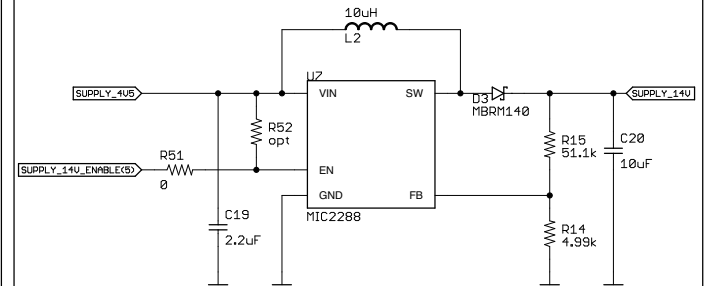 10uH
L2
U7
SUPPLY_4V5
VIN
SW
D3
MBRM140
SUPPLY_14V
R52
opt
R15
51.1k
C20
10uF
R51
SUPPLY_14V_ENABLE(5)
0
EN
GND
FB
C19
2.2uF
MIC2288
R14
4.99k